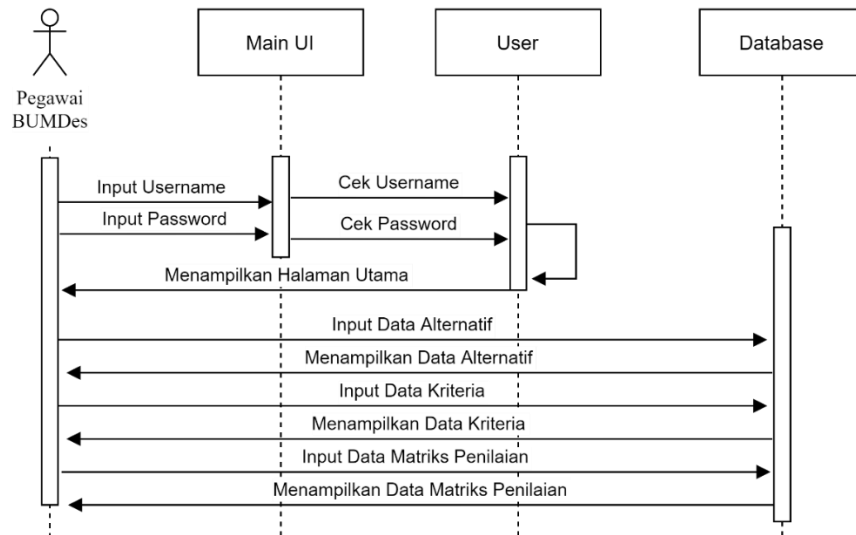 Main UI
User
Database
Pegawai
BUMDes
Input Username
Cek Username
Input Password
Cek Password
Menampilkan Halaman Utama
Input Data Alternatif
Menampilkan Data Alternatif
Input Data Kriteria
Menampilkan Data Kriteria
Input Data Matriks Penilaian
Menampilkan Data Matriks Penilaian